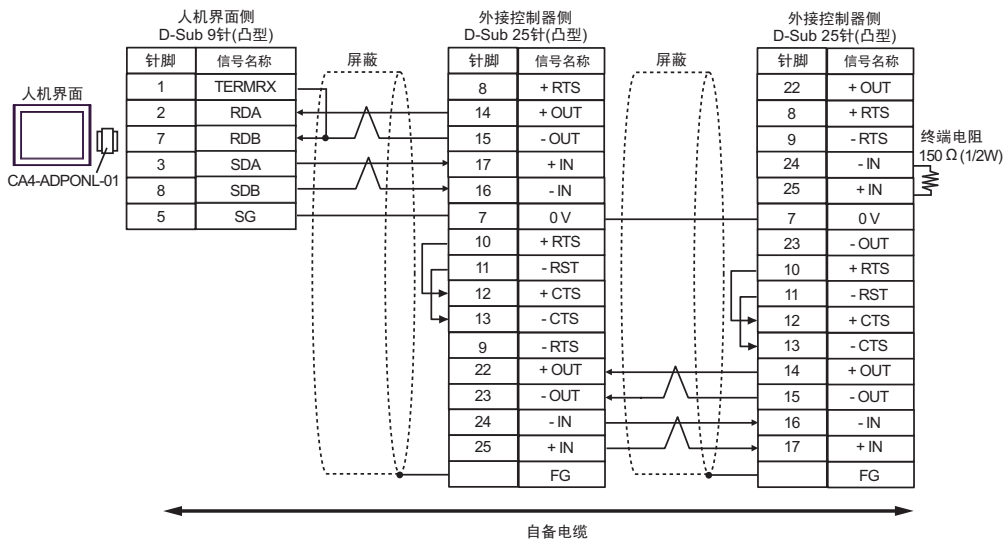 人机界面侧
D-Sub 9针(凸型)
外接控制器侧
D-Sub 25针(凸型)
外接控制器侧
D-Sub 25针(凸型)
人机界面
CA4-ADPONL-01
针脚 信号名称
1 TERMRX
2 RDA
7 RDB
3 SDA
8 SDB
5 SG
屏蔽
针脚 信号名称
8 + RTS
14 + OUT
15 - OUT
17 + IN
16 - IN
7 0 V
10 + RTS
11 - RST
12 + CTS
13 - CTS
9 - RTS
22 + OUT
23 - OUT
24 - IN
25 + IN
FG
屏蔽
针脚 信号名称
22 + OUT
8 + RTS
9 - RTS
24 - IN
25 + IN
7 0 V
23 - OUT
10 + RTS
11 - RST
12 + CTS
13 - CTS
14 + OUT
15 - OUT
16 - IN
17 + IN
FG
终端电阻
150 Ω (1/2W)
自备电缆